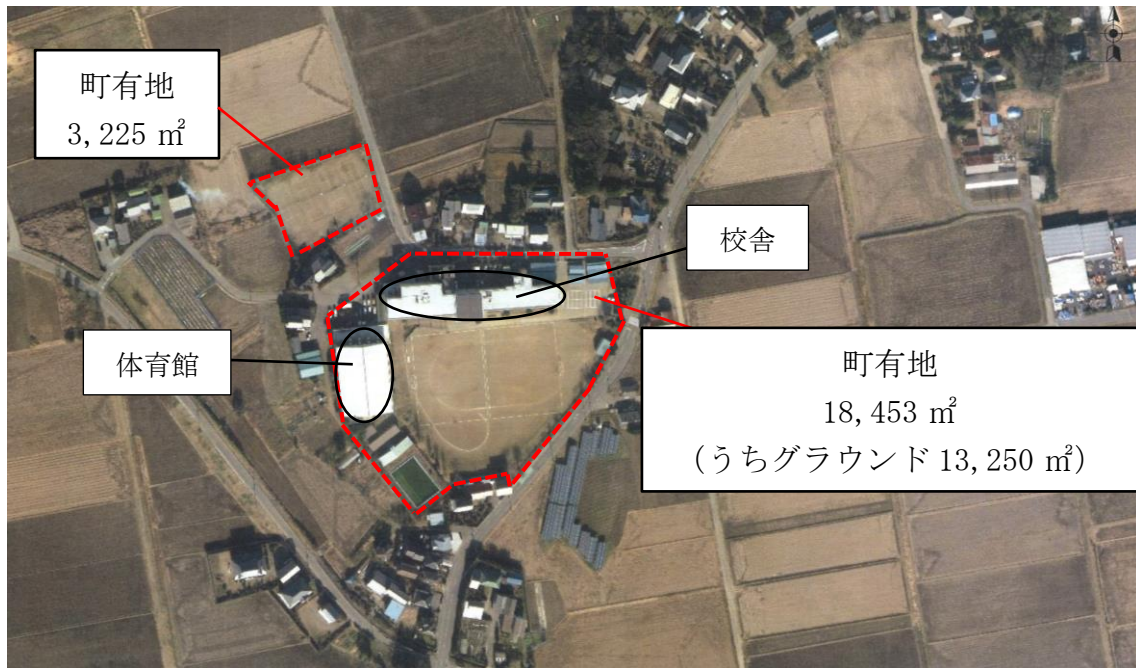 町有地
3,225 ㎡
校舎
体育館
町有地
18,453 ㎡
(うちグラウンド 13,250 ㎡)